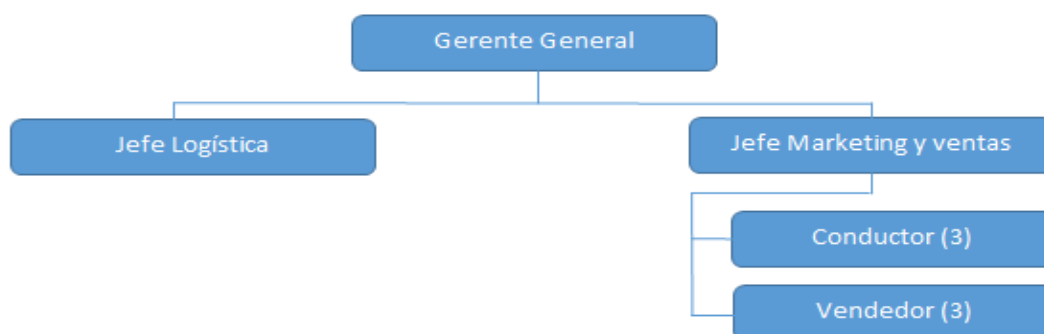 Gerente General
Jefe Logística
Jefe Marketing y ventas
Conductor (3)
Vendedor (3)